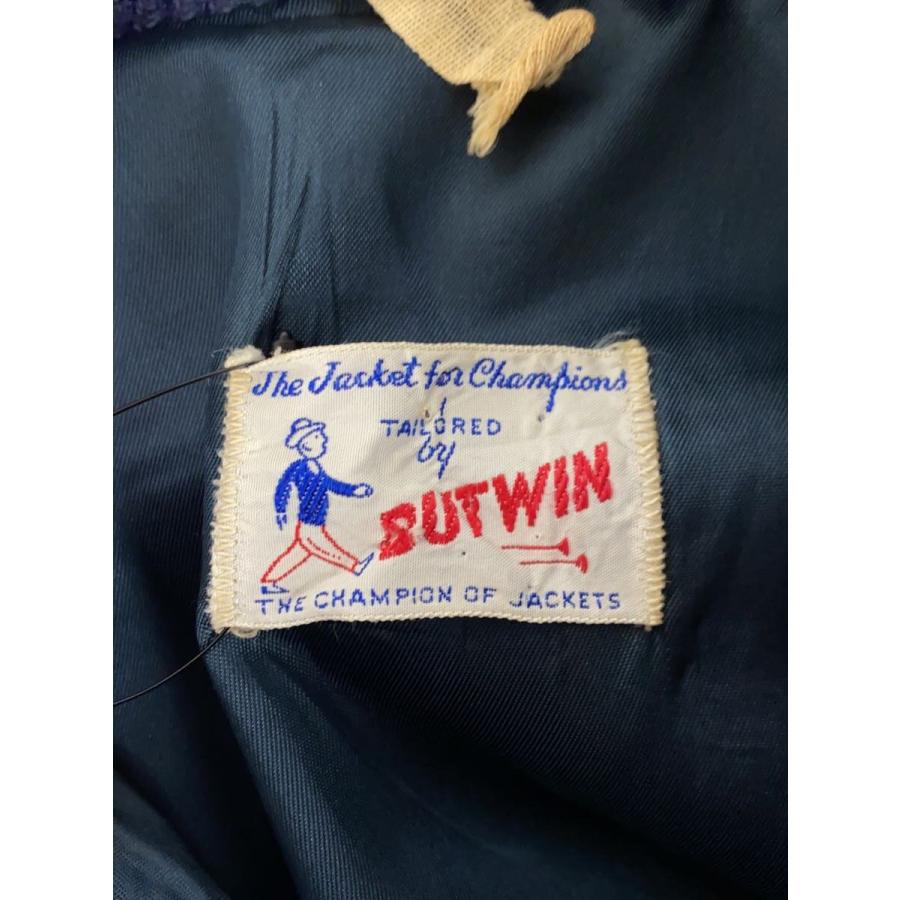 The Jacket for Champions
TAILORED
by
BUTWIN
THE CHAMPION OF JACKETS